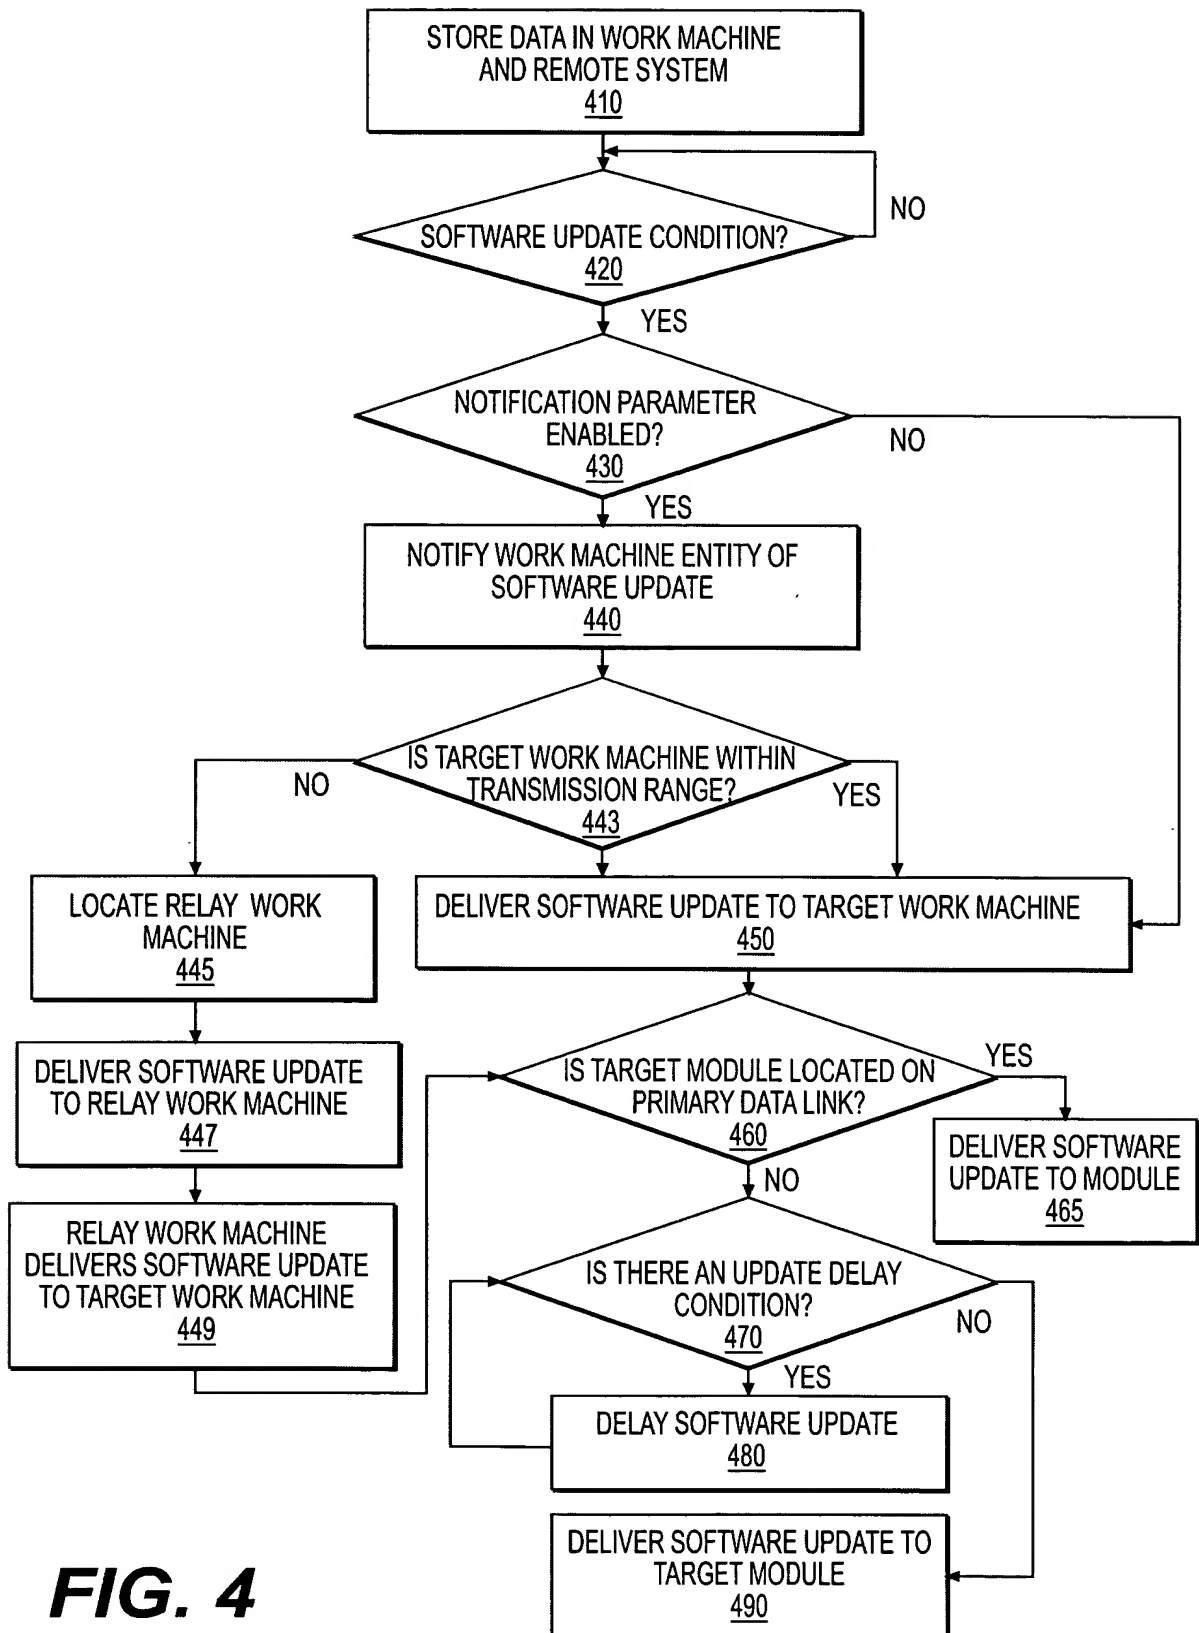 STORE DATA IN WORK MACHINE
AND REMOTE SYSTEM
410
NO
SOFTWARE UPDATE CONDITION?
420
YES
NOTIFICATION PARAMETER
ENABLED?
430
NO
YES
NOTIFY WORK MACHINE ENTITY OF
SOFTWARE UPDATE
440
IS TARGET WORK MACHINE WITHIN
TRANSMISSION RANGE?
443
NO
YES
LOCATE RELAY WORK
MACHINE
445
DELIVER SOFTWARE UPDATE TO TARGET WORK MACHINE
450
DELIVER SOFTWARE UPDATE
TO RELAY WORK MACHINE
447
IS TARGET MODULE LOCATED ON
PRIMARY DATA LINK?
460
YES
NO
DELIVER SOFTWARE
UPDATE TO MODULE
465
RELAY WORK MACHINE
DELIVERS SOFTWARE UPDATE
TO TARGET WORK MACHINE
449
IS THERE AN UPDATE DELAY
CONDITION?
470
NO
YES
DELAY SOFTWARE UPDATE
480
DELIVER SOFTWARE UPDATE TO
TARGET MODULE
490
FIG. 4